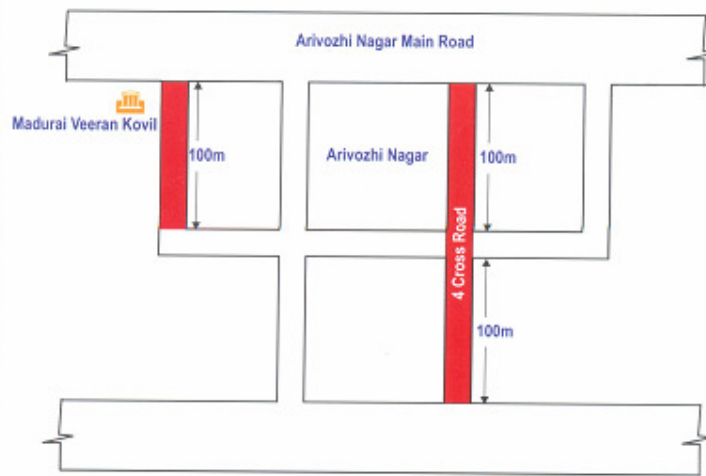 Arivozhi Nagar Main Road
Madurai Veeran Kovil
100m
Arivozhi Nagar
100m
4 Cross Road
100m